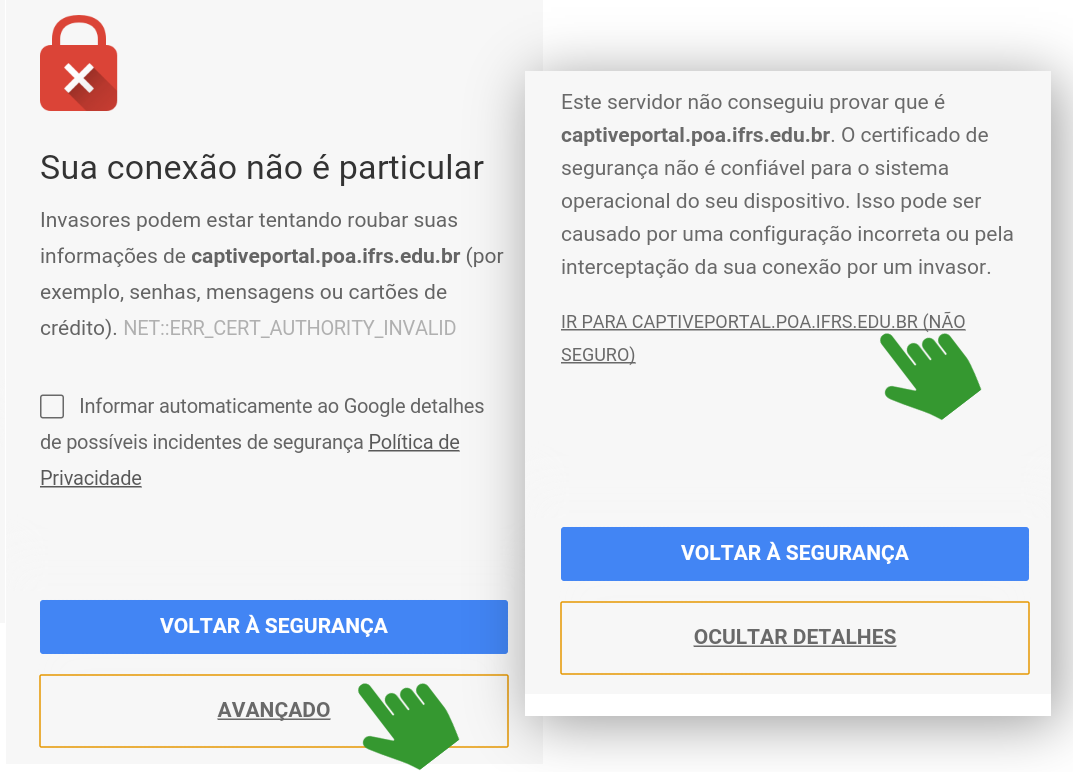 Sua conexão não é particular
Invasores podem estar tentando roubar suas
informações de captiveportal.poa.ifrs.edu.br (por
exemplo, senhas, mensagens ou cartões de
crédito). NET::ERR_CERT_AUTHORITY_INVALID
Informar automaticamente ao Google detalhes
de possíveis incidentes de segurança Política de
Privacidade
VOLTAR À SEGURANÇA
AVANÇADO
Este servidor não conseguiu provar que é
captiveportal.poa.ifrs.edu.br. O certificado de
segurança não é confiável para o sistema
operacional do seu dispositivo. Isso pode ser
causado por uma configuração incorreta ou pela
interceptação da sua conexão por um invasor.
IR PARA CAPTIVEPORTAL.POA.IFRS.EDU.BR (NÃO
SEGURO)
VOLTAR À SEGURANÇA
OCULTAR DETALHES